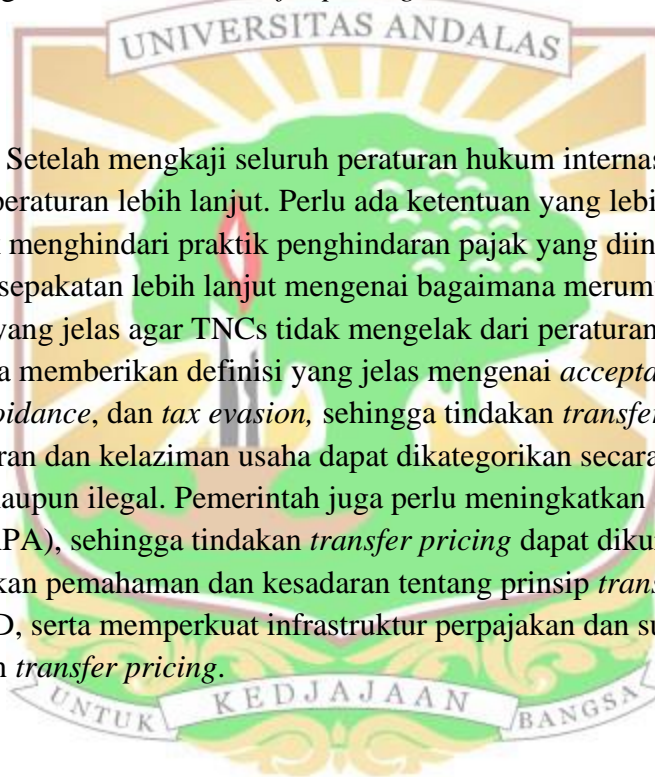 UNIVERSITAS ANDALAS
Setelah mengkaji seluruh peraturan hukum internas
peraturan lebih lanjut. Perlu ada ketentuan yang lebi
menghindari praktik penghindaran pajak yang diin
sepakatan lebih lanjut mengenai bagaimana merum
yang jelas agar TNCs tidak mengelak dari peraturan
a memberikan definisi yang jelas mengenai accepta
oidance, dan tax evasion, sehingga tindakan transfer
ran dan kelaziman usaha dapat dikategorikan secara
maupun ilegal. Pemerintah juga perlu meningkatkan
APA), sehingga tindakan transfer pricing dapat diku
kan pemahaman dan kesadaran tentang prinsip trans
D, serta memperkuat infrastruktur perpajakan dan su
n transfer pricing.
UNTUK KEDJAJAAN BANGSA